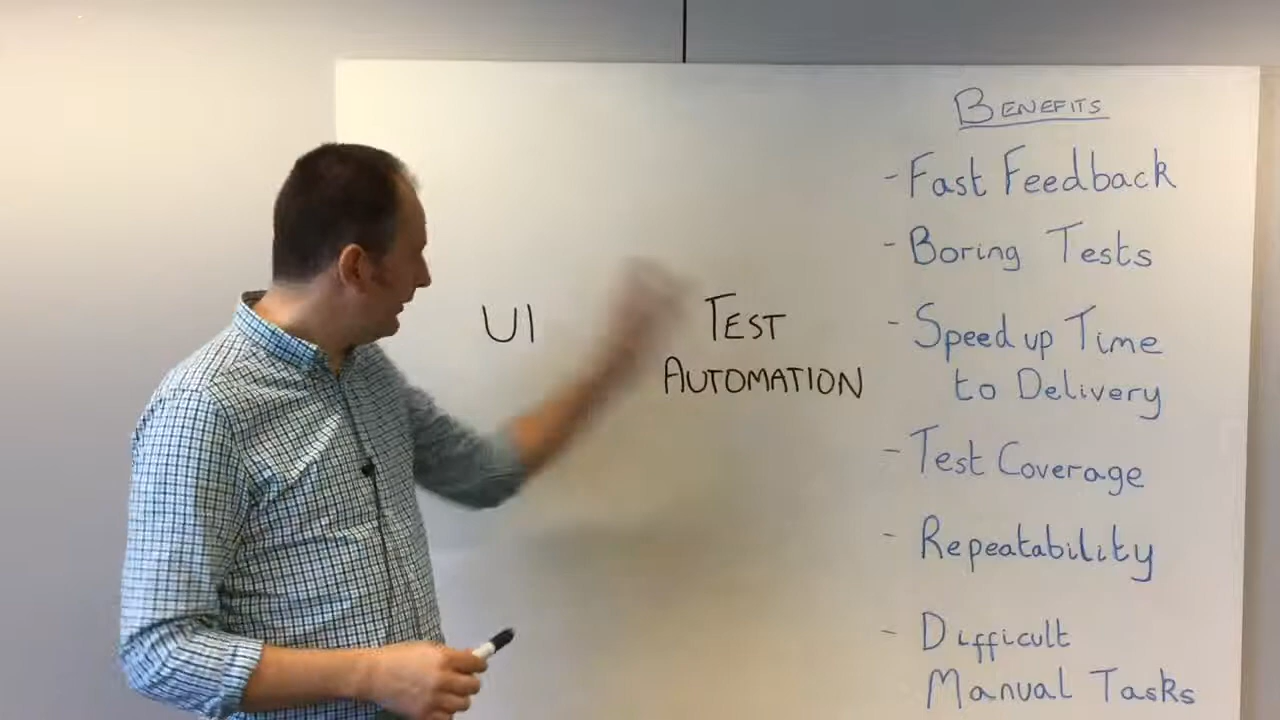 BENEFITS
- Fast Feedback
- Boring Tests
- Speed up Time
to Delivery
- Test Coverage
- Repeatability
- Difficult
Manual Tasks
UI
TEST
AUTOMATION